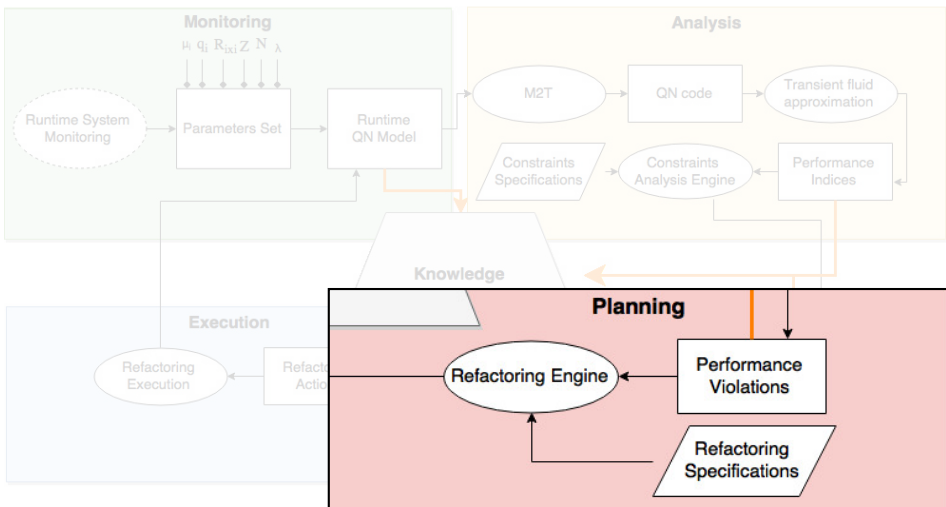 Monitoring
μi qi Rixi Z N λ
Runtime System
Monitoring
Parameters Set
Runtime
QN Model
Analysis
M2T
QN code
Transient fluid
approximation
Constraints
Specifications
Constraints
Analysis Engine
Performance
Indices
Knowledge
Execution
Refactoring
Execution
Planning
Refactoring Engine
Performance
Violations
Refactoring
Specifications